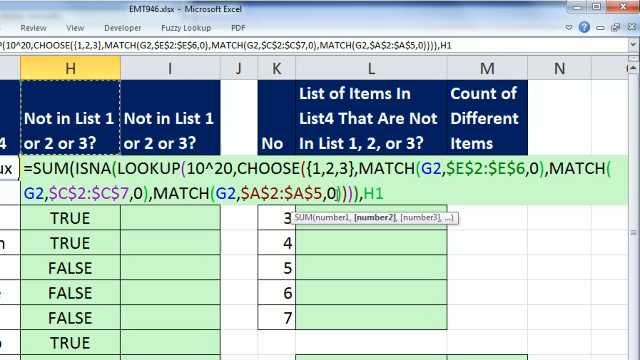 EMT946.xlsx - Microsoft Excel
Review View Developer Fuzzy Lookup PDF
(10^20,CHOOSE({1,2,3},MATCH(G2,$E$2:$E$6,0),MATCH(G2,$C$2:$C$7,0),MATCH(G2,$A$2:$A$5,0)))),H1
H I J K L M N
4
Not in List 1
or 2 or 3?
Not in List 1
or 2 or 3?
No
List of Items In
List4 That Are Not
In List 1, 2, or 3?
Count of
Different
Items
ux
=SUM(ISNA(LOOKUP(10^20,CHOOSE({1,2,3},MATCH(G2,$E$2:$E$6,0),MATCH(
G2,$C$2:$C$7,0),MATCH(G2,$A$2:$A$5,0)))),H1
SUM(number1, [number2], [number3], ...)
TRUE 3
TRUE 4
FALSE 5
FALSE 6
FALSE 7
TRUE